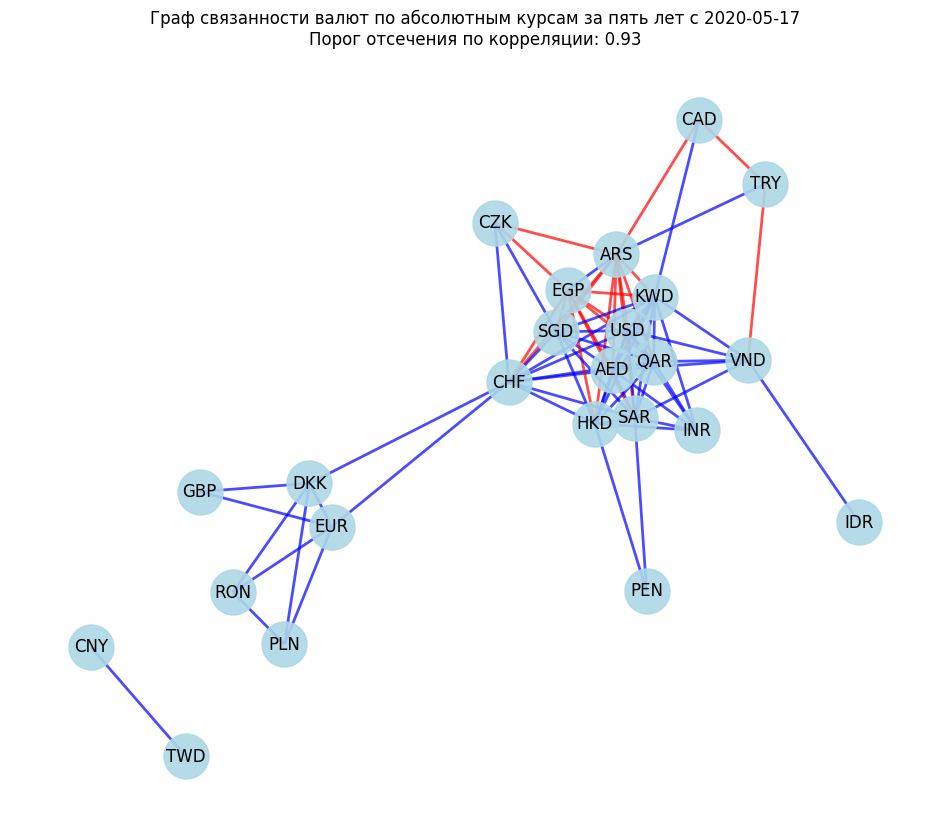 Граф связанности валют по абсолютным курсам за пять лет с 2020-05-17
Порог отсечения по корреляции: 0.93
CAD
TRY
CZK
ARS
EGP
KWD
SGD
USD
VND
QAR
AED
CHF
SAR
HKD
INR
DKK
GBP
EUR
IDR
PEN
RON
PLN
CNY
TWD